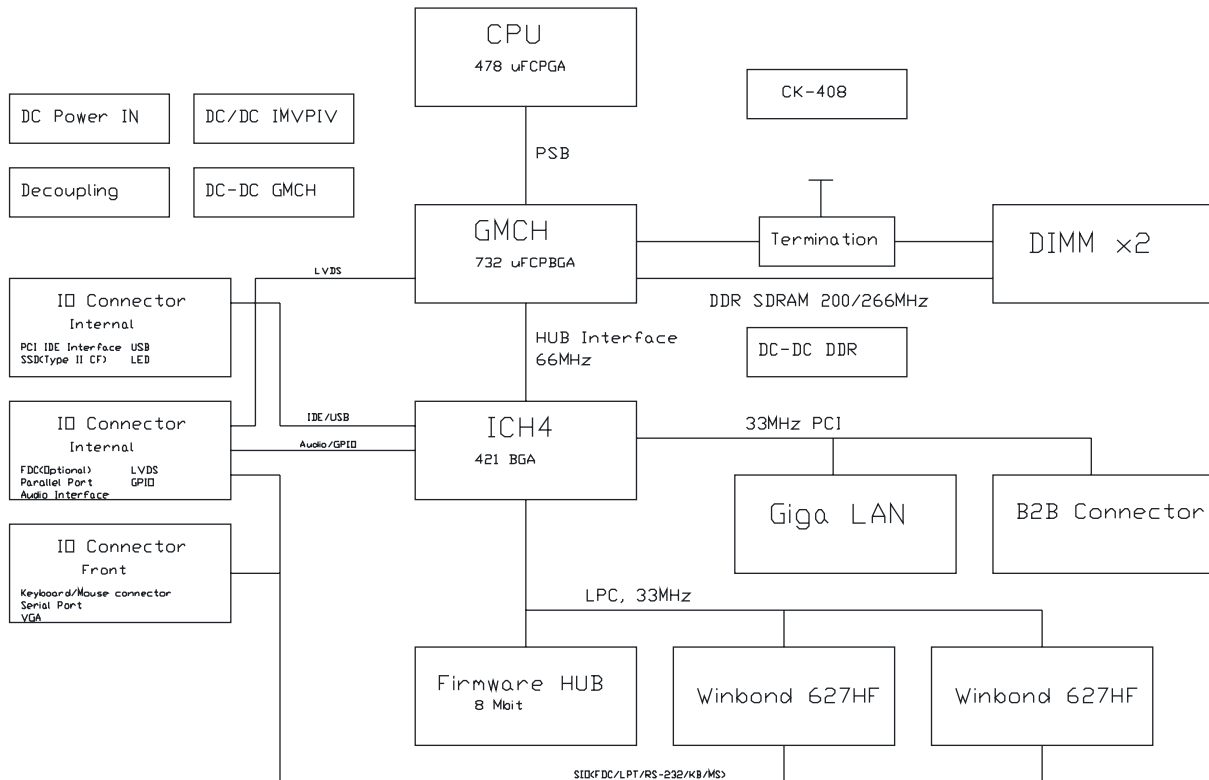 CPU
478 uFCPGA
CK-408
DC Power IN
DC/DC IMVPIV
PSB
Decoupling
DC-DC GMCH
GMCH
732 uFCPBGA
Termination
DIMM x2
LVDS
DDR SDRAM 200/266MHz
IO Connector
Internal
PCI IDE Interface USB
SSD(Type II CF) LED
HUB Interface
66MHz
DC-DC DDR
IO Connector
Internal
FDC(Optional) LVDS
Parallel Port GPIO
Audio Interface
IDE/USB
Audio/GPIO
ICH4
421 BGA
33MHz PCI
Giga LAN
B2B Connector
IO Connector
Front
Keyboard/Mouse connector
Serial Port
VGA
LPC, 33MHz
Firmware HUB
8 Mbit
Winbond 627HF
Winbond 627HF
SIO(FDC/LPT/RS-232/KB/MS)